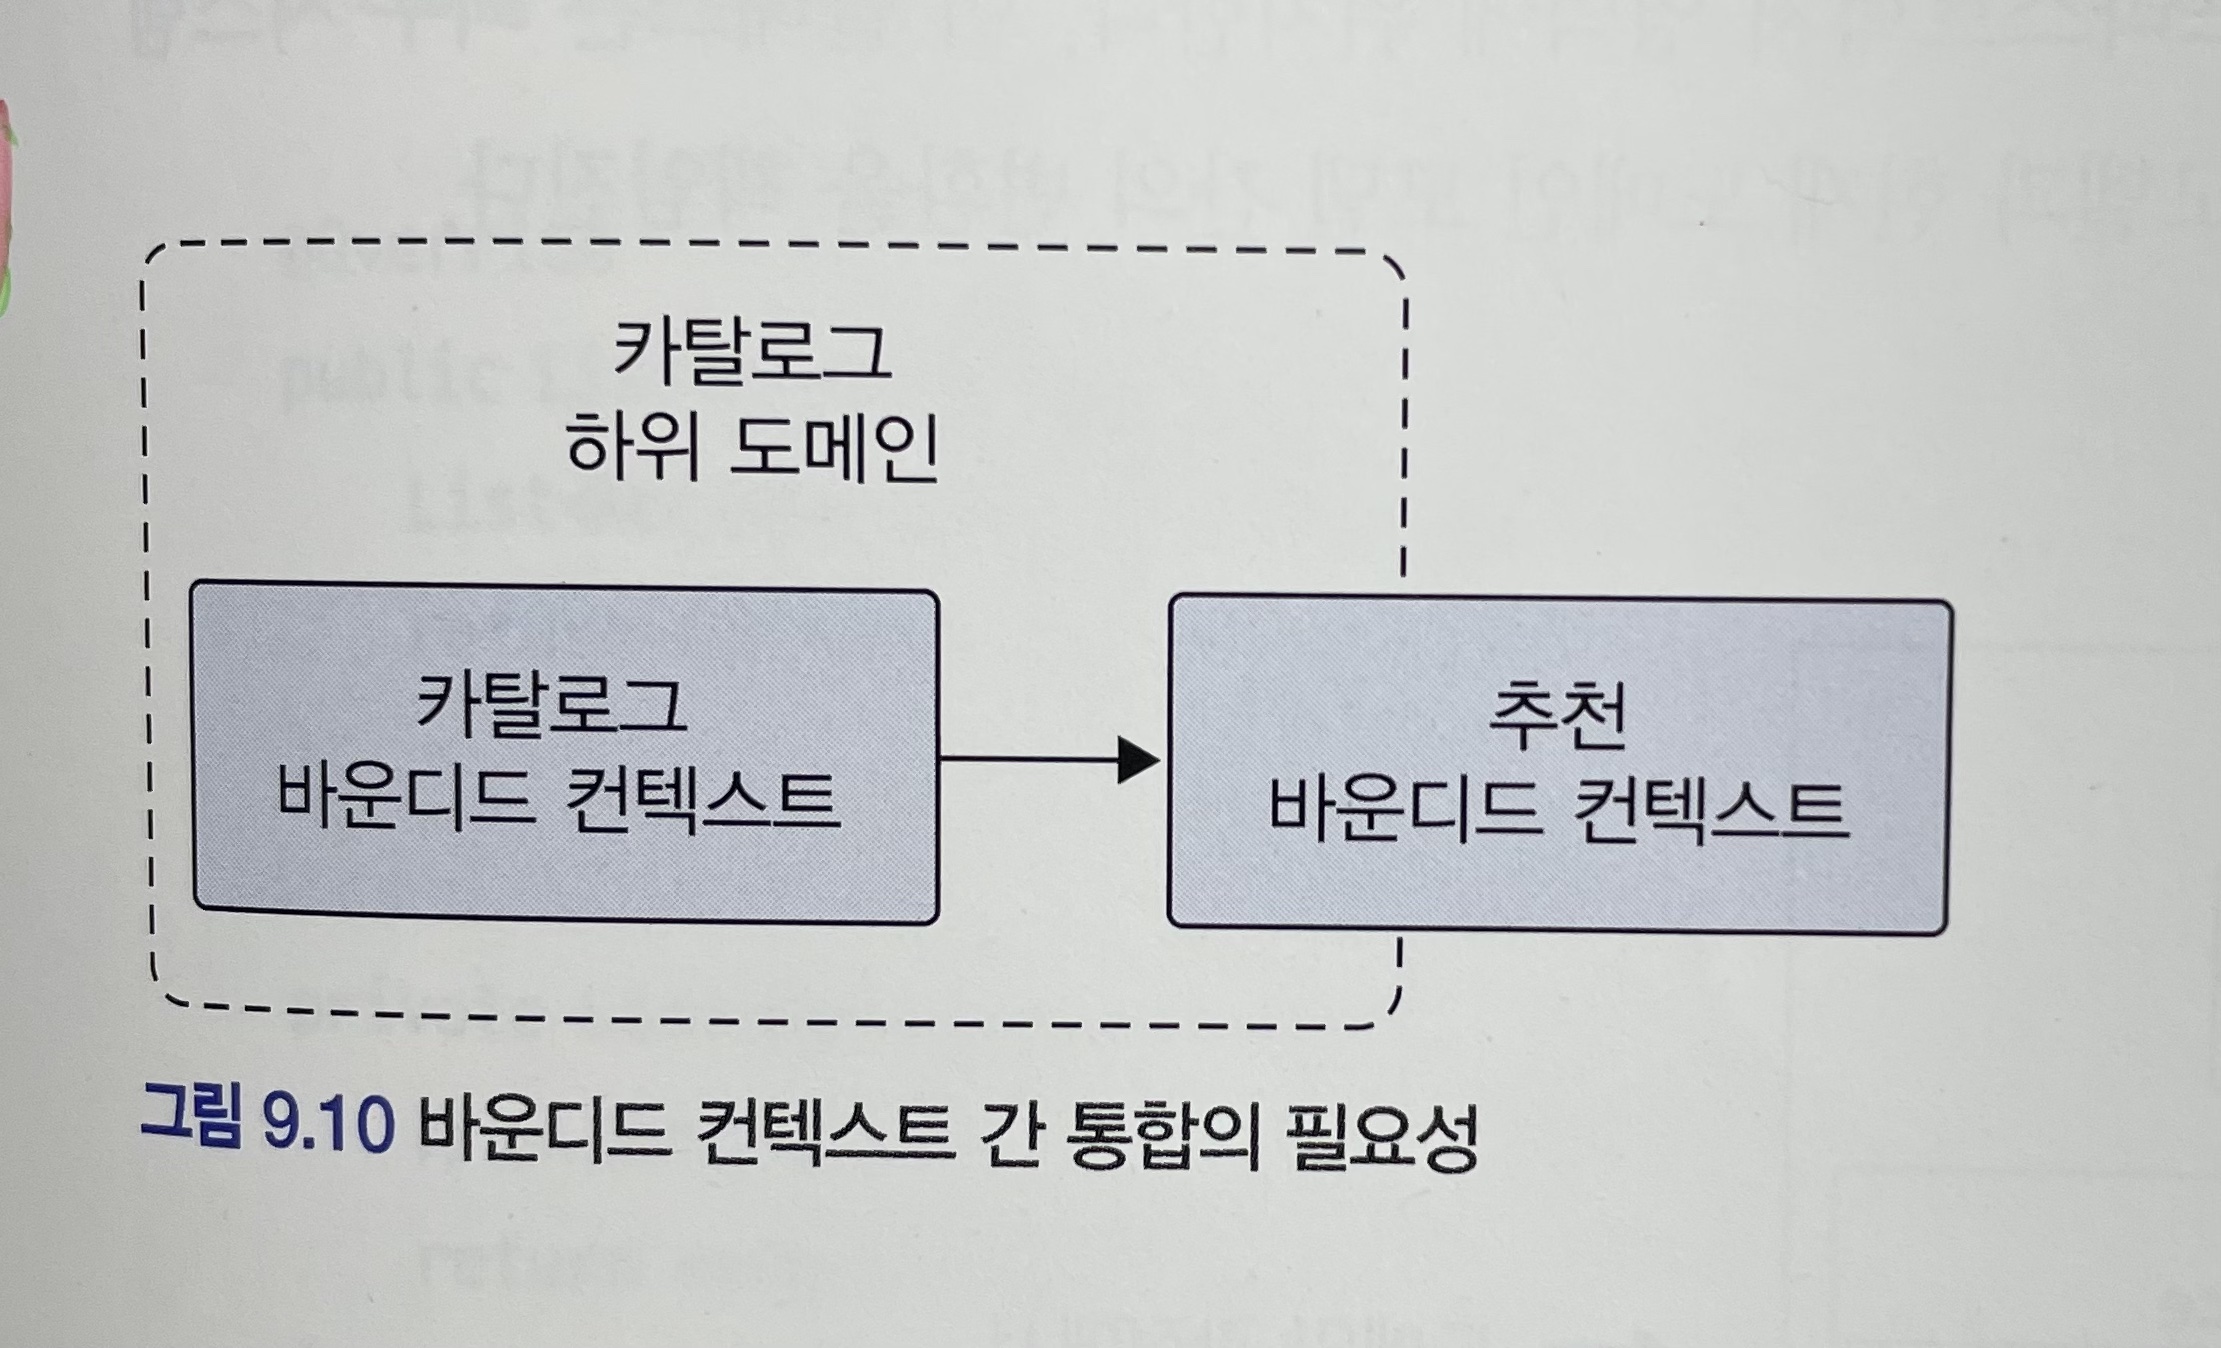 카탈로그
하위 도메인
카탈로그
바운디드 컨텍스트
추천
바운디드 컨텍스트
그림 9.10 바운디드 컨텍스트 간 통합의 필요성